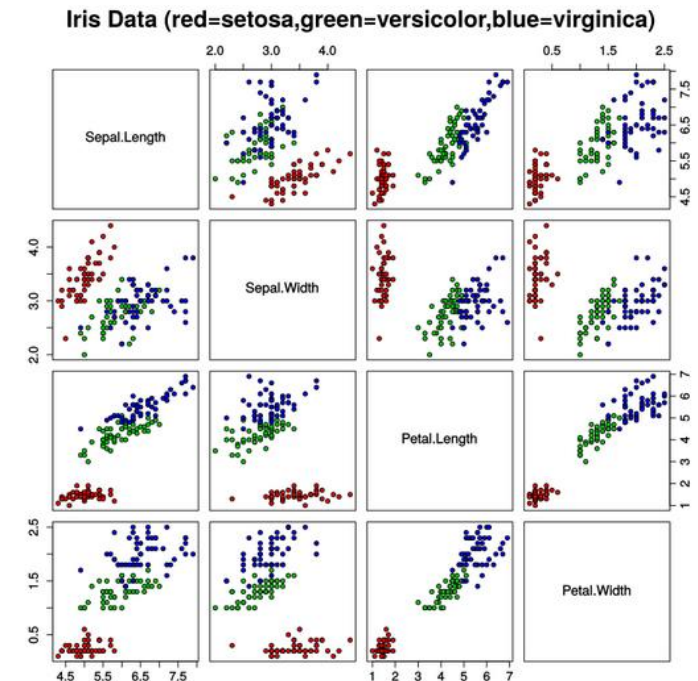 Iris Data (red=setosa,green=versicolor,blue=virginica)
2.0 3.0 4.0 0.5 1.5 2.5
Sepal.Length
4.5 5.5 6.5 7.5
2.0 3.0 4.0
Sepal.Width
Petal.Length
1 2 3 4 5 6 7
0.5 1.5 2.5
Petal.Width
4.5 5.5 6.5 7.5 1 2 3 4 5 6 7